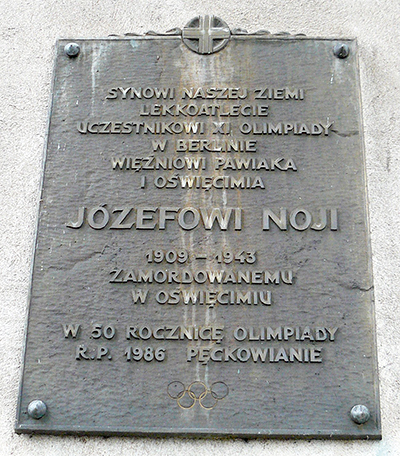 SYNOWI NASZEJ ZIEMI
LEKKOATLECIE
UCZESTNIKOWI XI OLIMPIADY
W BERLINIE
WIĘŹNIOWI PAWIAKA
I OŚWIĘCIMIA
JÓZEFOWI NOJI
1909 - 1943
ZAMORDOWANEMU
W OŚWIĘCIMIU
W 50 ROCZNICĘ OLIMPIADY
R.P. 1986 PĘCKOWIANIE